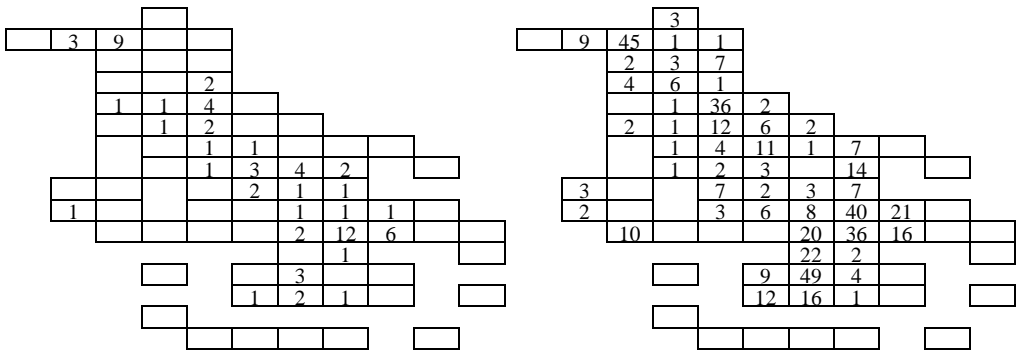 3
3 9 9 45 1 1
2 3 7
2 4 6 1
1 1 4 1 36 2
1 2 2 1 12 6 2
1 1 1 4 11 1 7
1 3 4 2 1 2 3 14
2 1 1 3 7 2 3 7
1 1 1 1 2 3 6 8 40 21
2 12 6 10 20 36 16
1 22 2
3 9 49 4
1 2 1 12 16 1